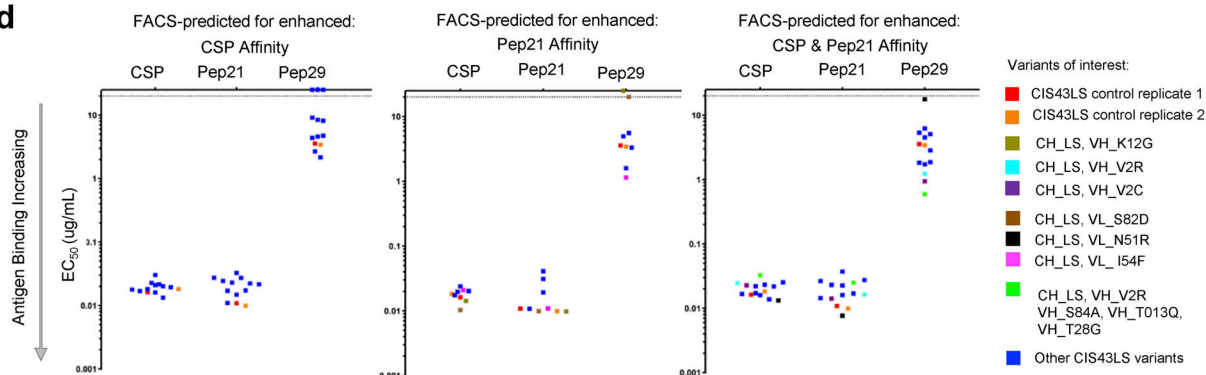 d
FACS-predicted for enhanced:
CSP Affinity
CSP Pep21 Pep29
FACS-predicted for enhanced:
Pep21 Affinity
CSP Pep21 Pep29
FACS-predicted for enhanced:
CSP & Pep21 Affinity
CSP Pep21 Pep29
Antigen Binding Increasing
EC50 (ug/mL)
10
1
0.1
0.01
0.001
10
1
0.1
0.01
10
1
0.1
0.01
0.001
Variants of interest:
CIS43LS control replicate 1
CIS43LS control replicate 2
CH_LS, VH_K12G
CH_LS, VH_V2R
CH_LS, VH_V2C
CH_LS, VL_S82D
CH_LS, VL_N51R
CH_LS, VL_ I54F
CH_LS, VH_V2R
VH_S84A, VH_T013Q,
VH_T28G
Other CIS43LS variants